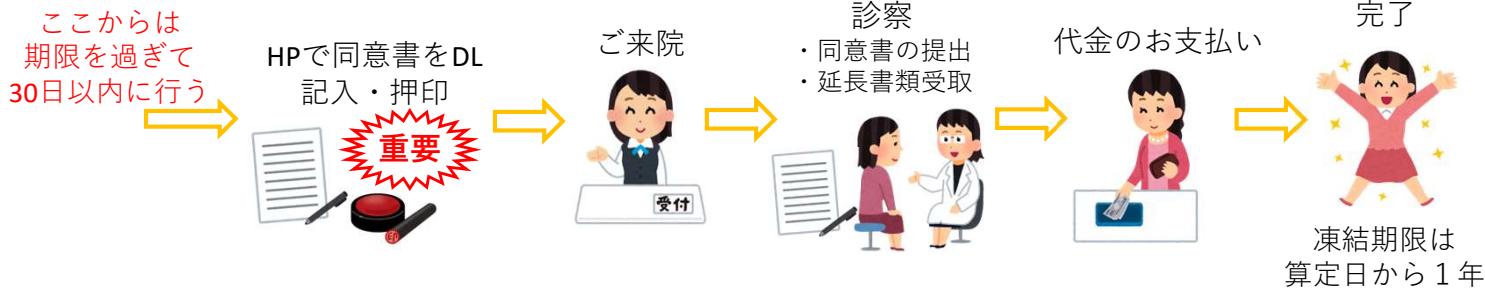 ここからは
期限を過ぎて
30日以内に行う
HPで同意書をDL
記入・押印
重要
ご来院
受付
診察
・同意書の提出
・延長書類受取
代金のお支払い
完了
凍結期限は
算定日から１年